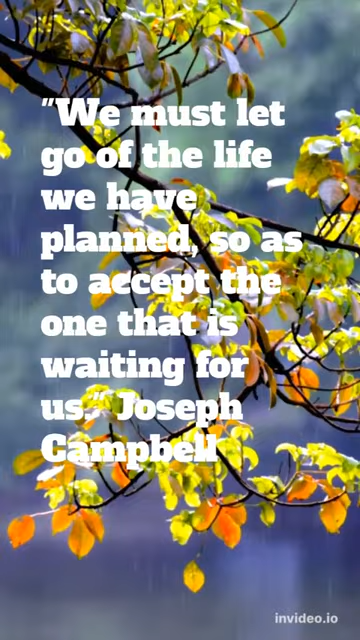 "We must let
go of the life
we have
planned, so as
to accept the
one that is
waiting for
us." Joseph
Campbell
invideo.io